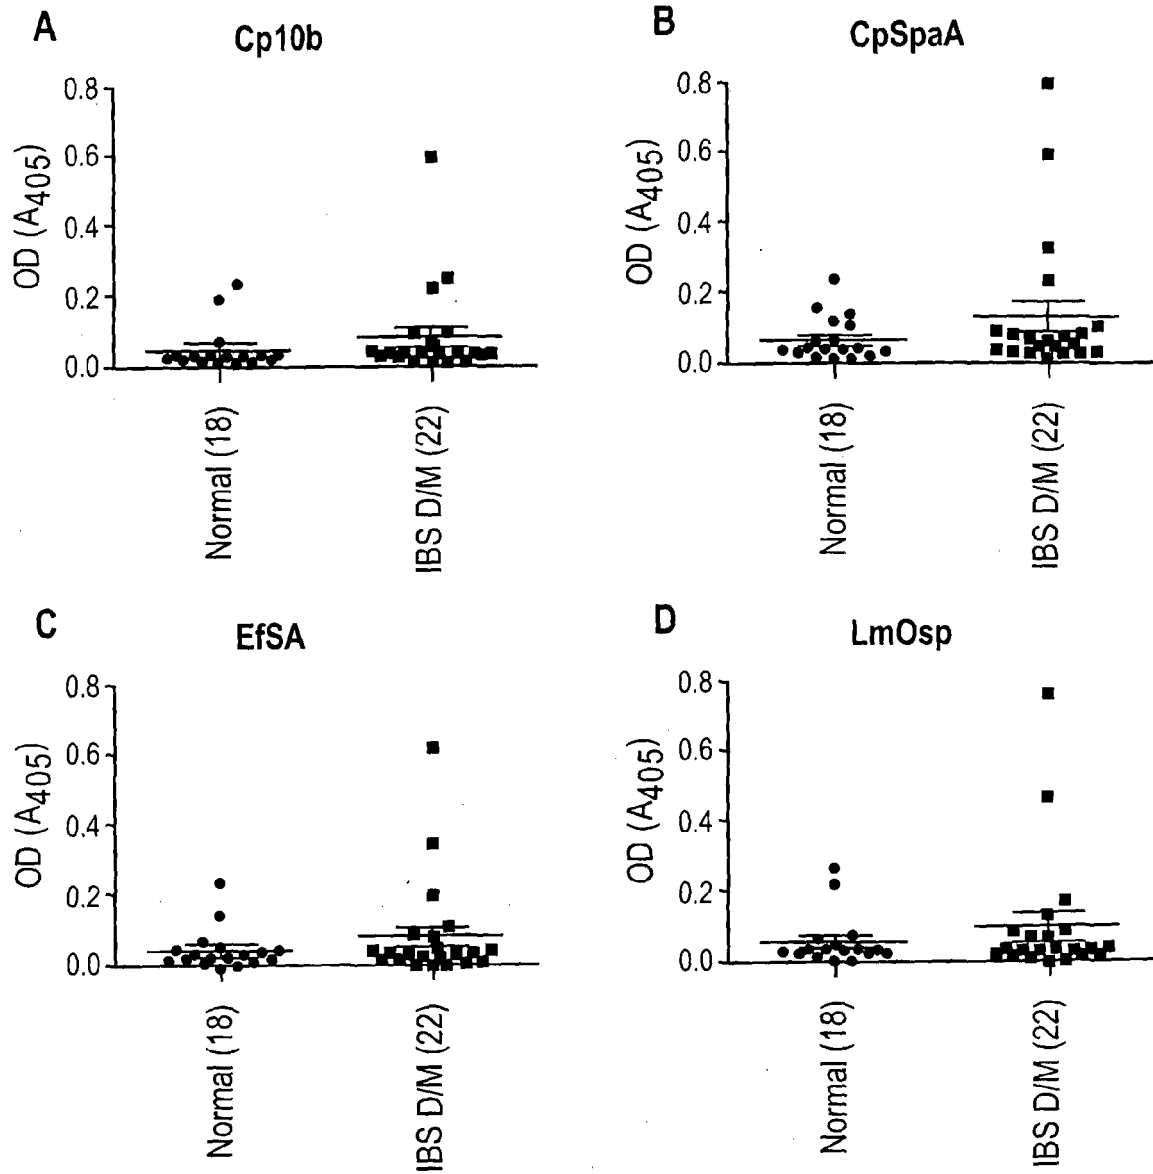 A
Cp10b
0.8
0.6
0.4
0.2
0.0
OD (A405)
Normal (18)
IBS D/M (22)
B
CpSpaA
0.8
0.6
0.4
0.2
0.0
OD (A405)
Normal (18)
IBS D/M (22)
C
EfSA
0.8
0.6
0.4
0.2
0.0
OD (A405)
Normal (18)
IBS D/M (22)
D
LmOsp
0.8
0.6
0.4
0.2
0.0
OD (A405)
Normal (18)
IBS D/M (22)